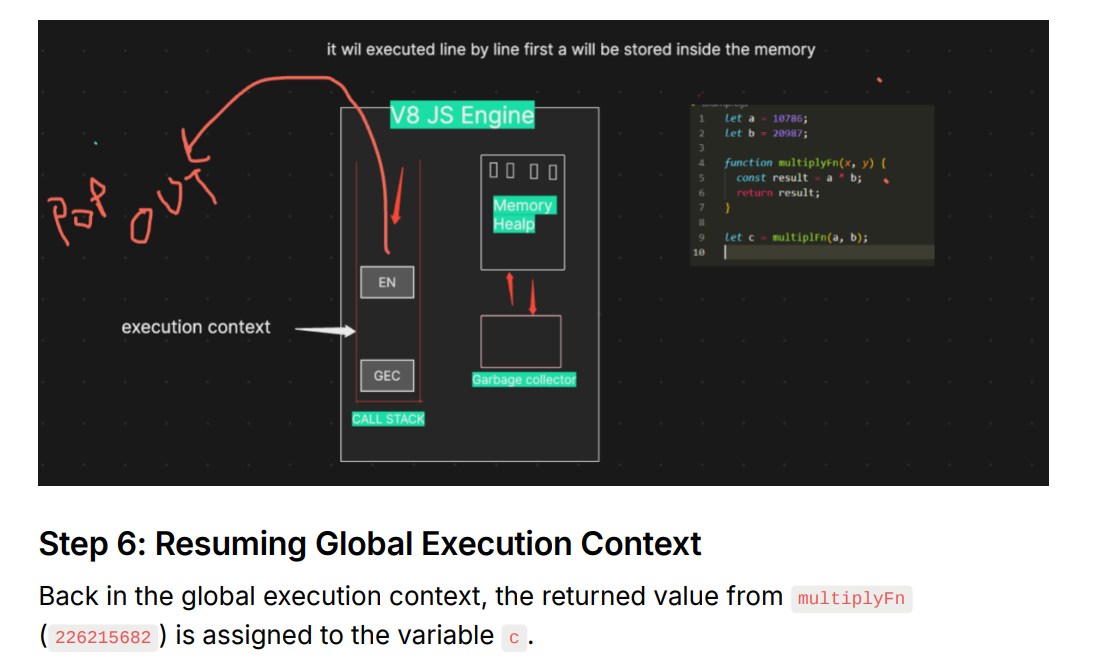 it wil executed line by line first a will be stored inside the memory
V8 JS Engine
POP OUT
Memory
Healp
EN
execution context
GEC
Garbage collector
CALL STACK
1 let a = 10786;
2 let b = 20987;
3
4 function multiplyFn(x, y) {
5 const result = a * b;
6 return result;
7 }
8
9 let c = multiplFn(a, b);
10
Step 6: Resuming Global Execution Context
Back in the global execution context, the returned value from multiplyFn
(226215682) is assigned to the variable c.